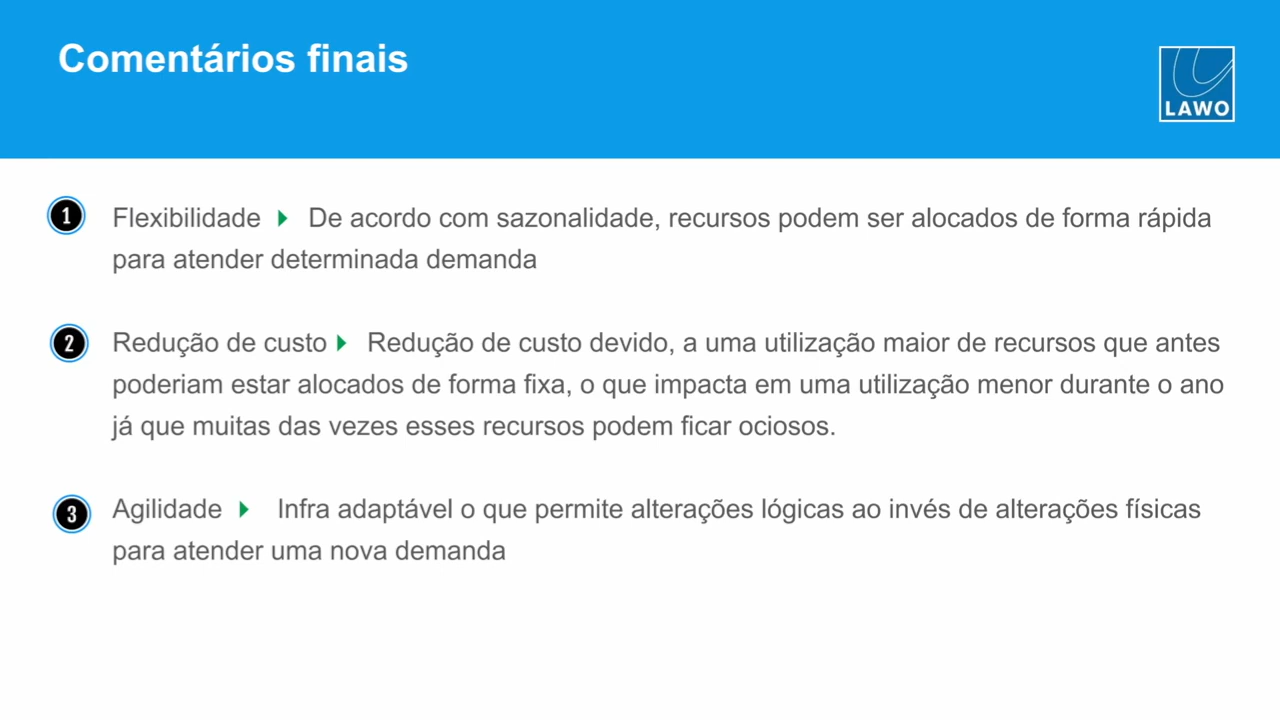 Comentários finais
LAWO
1 Flexibilidade De acordo com sazonalidade, recursos podem ser alocados de forma rápida
para atender determinada demanda
2 Redução de custo Redução de custo devido, a uma utilização maior de recursos que antes
poderiam estar alocados de forma fixa, o que impacta em uma utilização menor durante o ano
já que muitas das vezes esses recursos podem ficar ociosos.
3 Agilidade Infra adaptável o que permite alterações lógicas ao invés de alterações físicas
para atender uma nova demanda